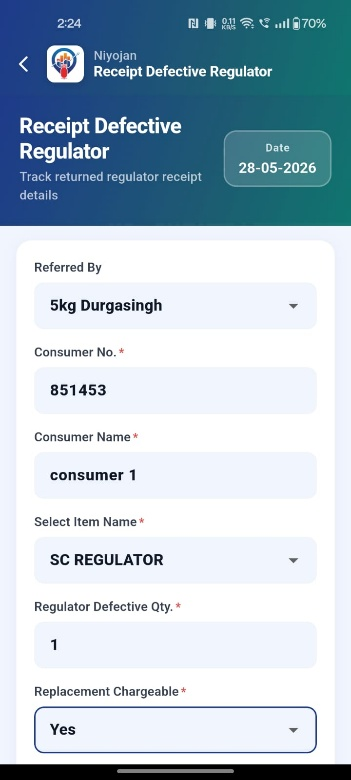 2:24
0.11
KB/S
70%
Niyojan
Receipt Defective Regulator
Receipt Defective
Regulator
Track returned regulator receipt
details
Date
28-05-2026
Referred By
5kg Durgasingh
Consumer No.*
851453
Consumer Name*
consumer 1
Select Item Name*
SC REGULATOR
Regulator Defective Qty.*
1
Replacement Chargeable*
Yes